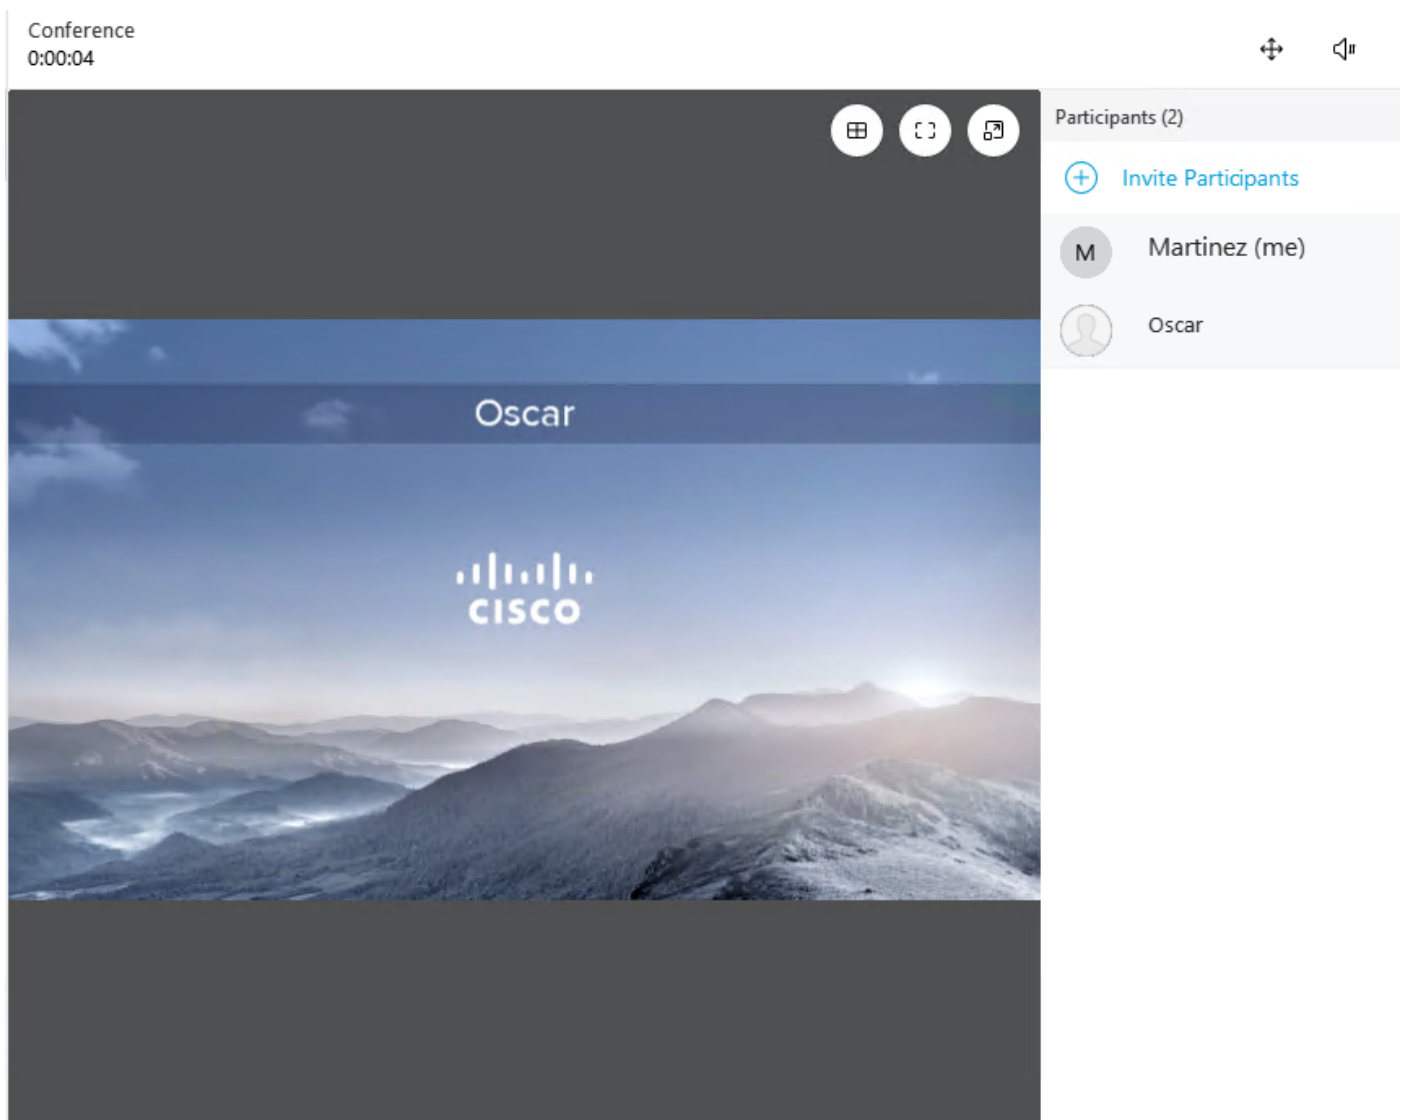 Conference
0:00:04
Participants (2)
Invite Participants
M
Martinez (me)
Oscar
Oscar
CISCO